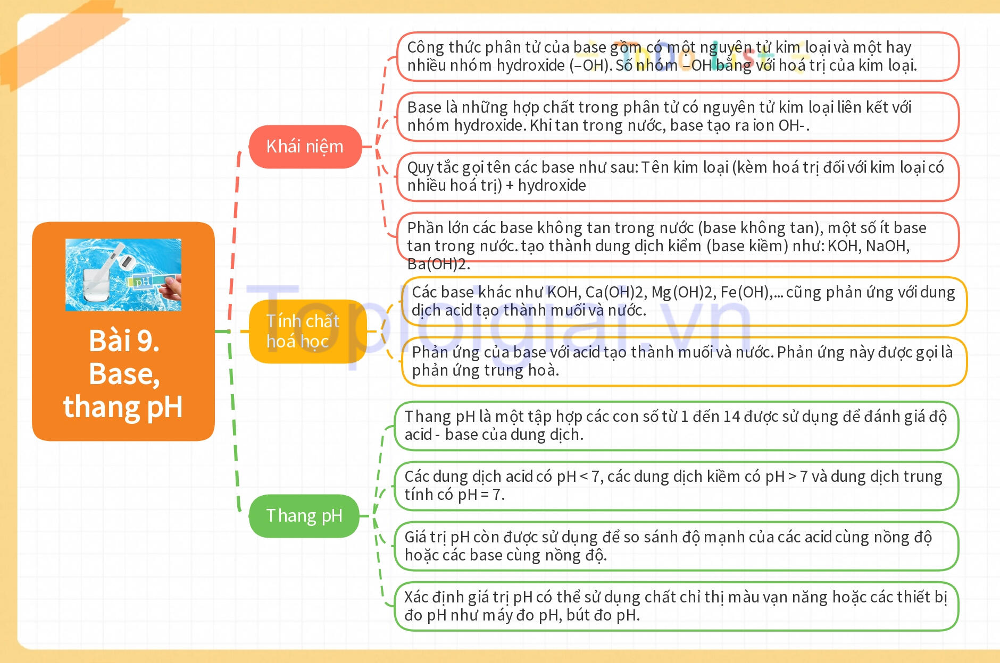 ToDo List
Công thức phân tử của base gồm có một nguyên tử kim loại và một hay
nhiều nhóm hydroxide (–OH). Số nhóm –OH bằng với hoá trị của kim loại.
Base là những hợp chất trong phân tử có nguyên tử kim loại liên kết với
nhóm hydroxide. Khi tan trong nước, base tạo ra ion OH- .
Khái niệm
Quy tắc gọi tên các base như sau: Tên kim loại (kèm hoá trị đối với kim loại có
nhiều hoá trị) + hydroxide
Phần lớn các base không tan trong nước (base không tan), một số ít base
tan trong nước. tạo thành dung dịch kiểm (base kiềm) như: KOH, NaOH,
Ba(OH)2.
pH
Bài 9.
Base,
thang pH
Toploigiai.vn
Tính chất
hoá học
Các base khác như KOH, Ca(OH)2, Mg(OH)2, Fe(OH),... cũng phản ứng với dung
dịch acid tạo thành muối và nước.
Phản ứng của base với acid tạo thành muối và nước. Phản ứng này được gọi là
phản ứng trung hoà.
Thang pH
Thang pH là một tập hợp các con số từ 1 đến 14 được sử dụng để đánh giá độ
acid - base của dung dịch.
Các dung dịch acid có pH < 7, các dung dịch kiềm có pH > 7 và dung dịch trung
tính có pH = 7.
Giá trị pH còn được sử dụng để so sánh độ mạnh của các acid cùng nồng độ
hoặc các base cùng nồng độ.
Xác định giá trị pH có thể sử dụng chất chỉ thị màu vạn năng hoặc các thiết bị
đo pH như máy đo pH, bút đo pH.